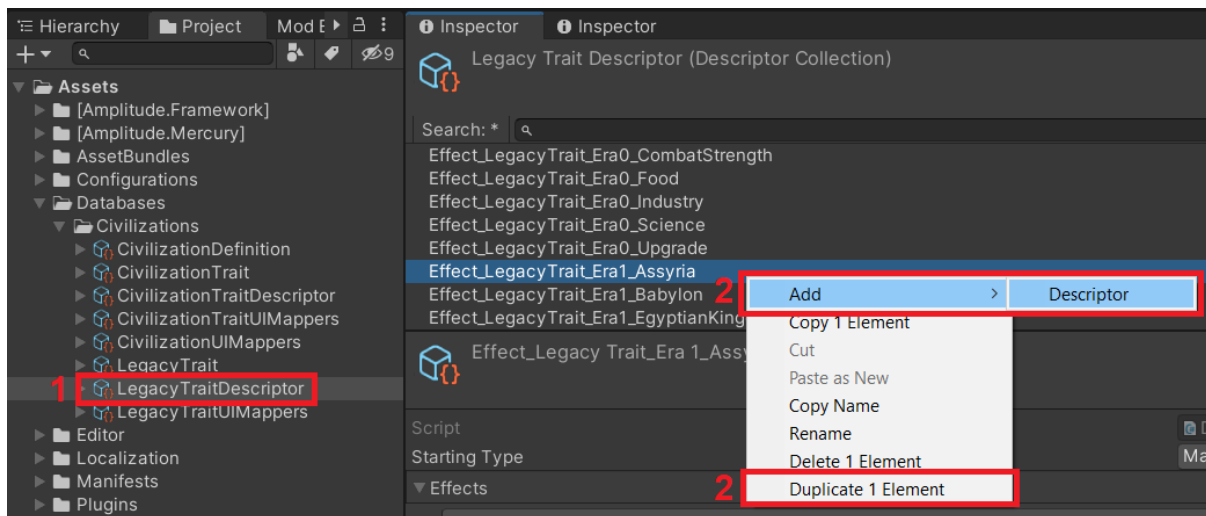 Hierarchy
Project
Mod E
9
Assets
[Amplitude.Framework]
[Amplitude.Mercury]
AssetBundles
Configurations
Databases
Civilizations
CivilizationDefinition
CivilizationTrait
CivilizationTraitDescriptor
CivilizationTraitUIMappers
CivilizationUIMappers
LegacyTrait
1 LegacyTraitDescriptor
LegacyTraitUIMappers
Editor
Localization
Manifests
Plugins
Inspector
Inspector
Legacy Trait Descriptor (Descriptor Collection)
Search: *
Effect_LegacyTrait_Era0_CombatStrength
Effect_LegacyTrait_Era0_Food
Effect_LegacyTrait_Era0_Industry
Effect_LegacyTrait_Era0_Science
Effect_LegacyTrait_Era0_Upgrade
Effect_LegacyTrait_Era1_Assyria
Effect_LegacyTrait_Era1_Babylon
Effect_LegacyTrait_Era1_EgyptianKing
Effect_Legacy Trait_Era 1_Assy
Script
Starting Type
Ma
Effects
2 Add > Descriptor
Copy 1 Element
Cut
Paste as New
Copy Name
Rename
Delete 1 Element
2 Duplicate 1 Element